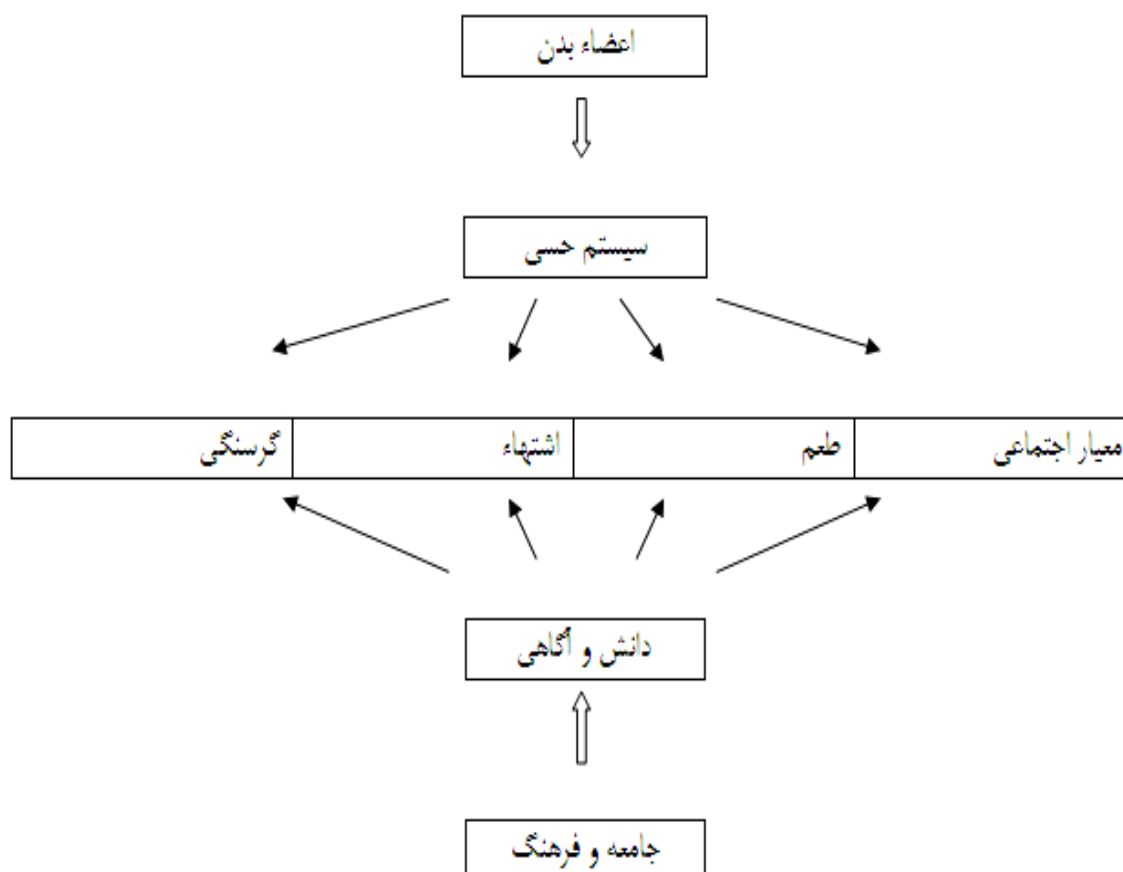 اعضاء بدن
سیستم حسی
معیار اجتماعی
طعم
اشتهاء
گرسنگی
دانش و آگاهی
جامعه و فرهنگ